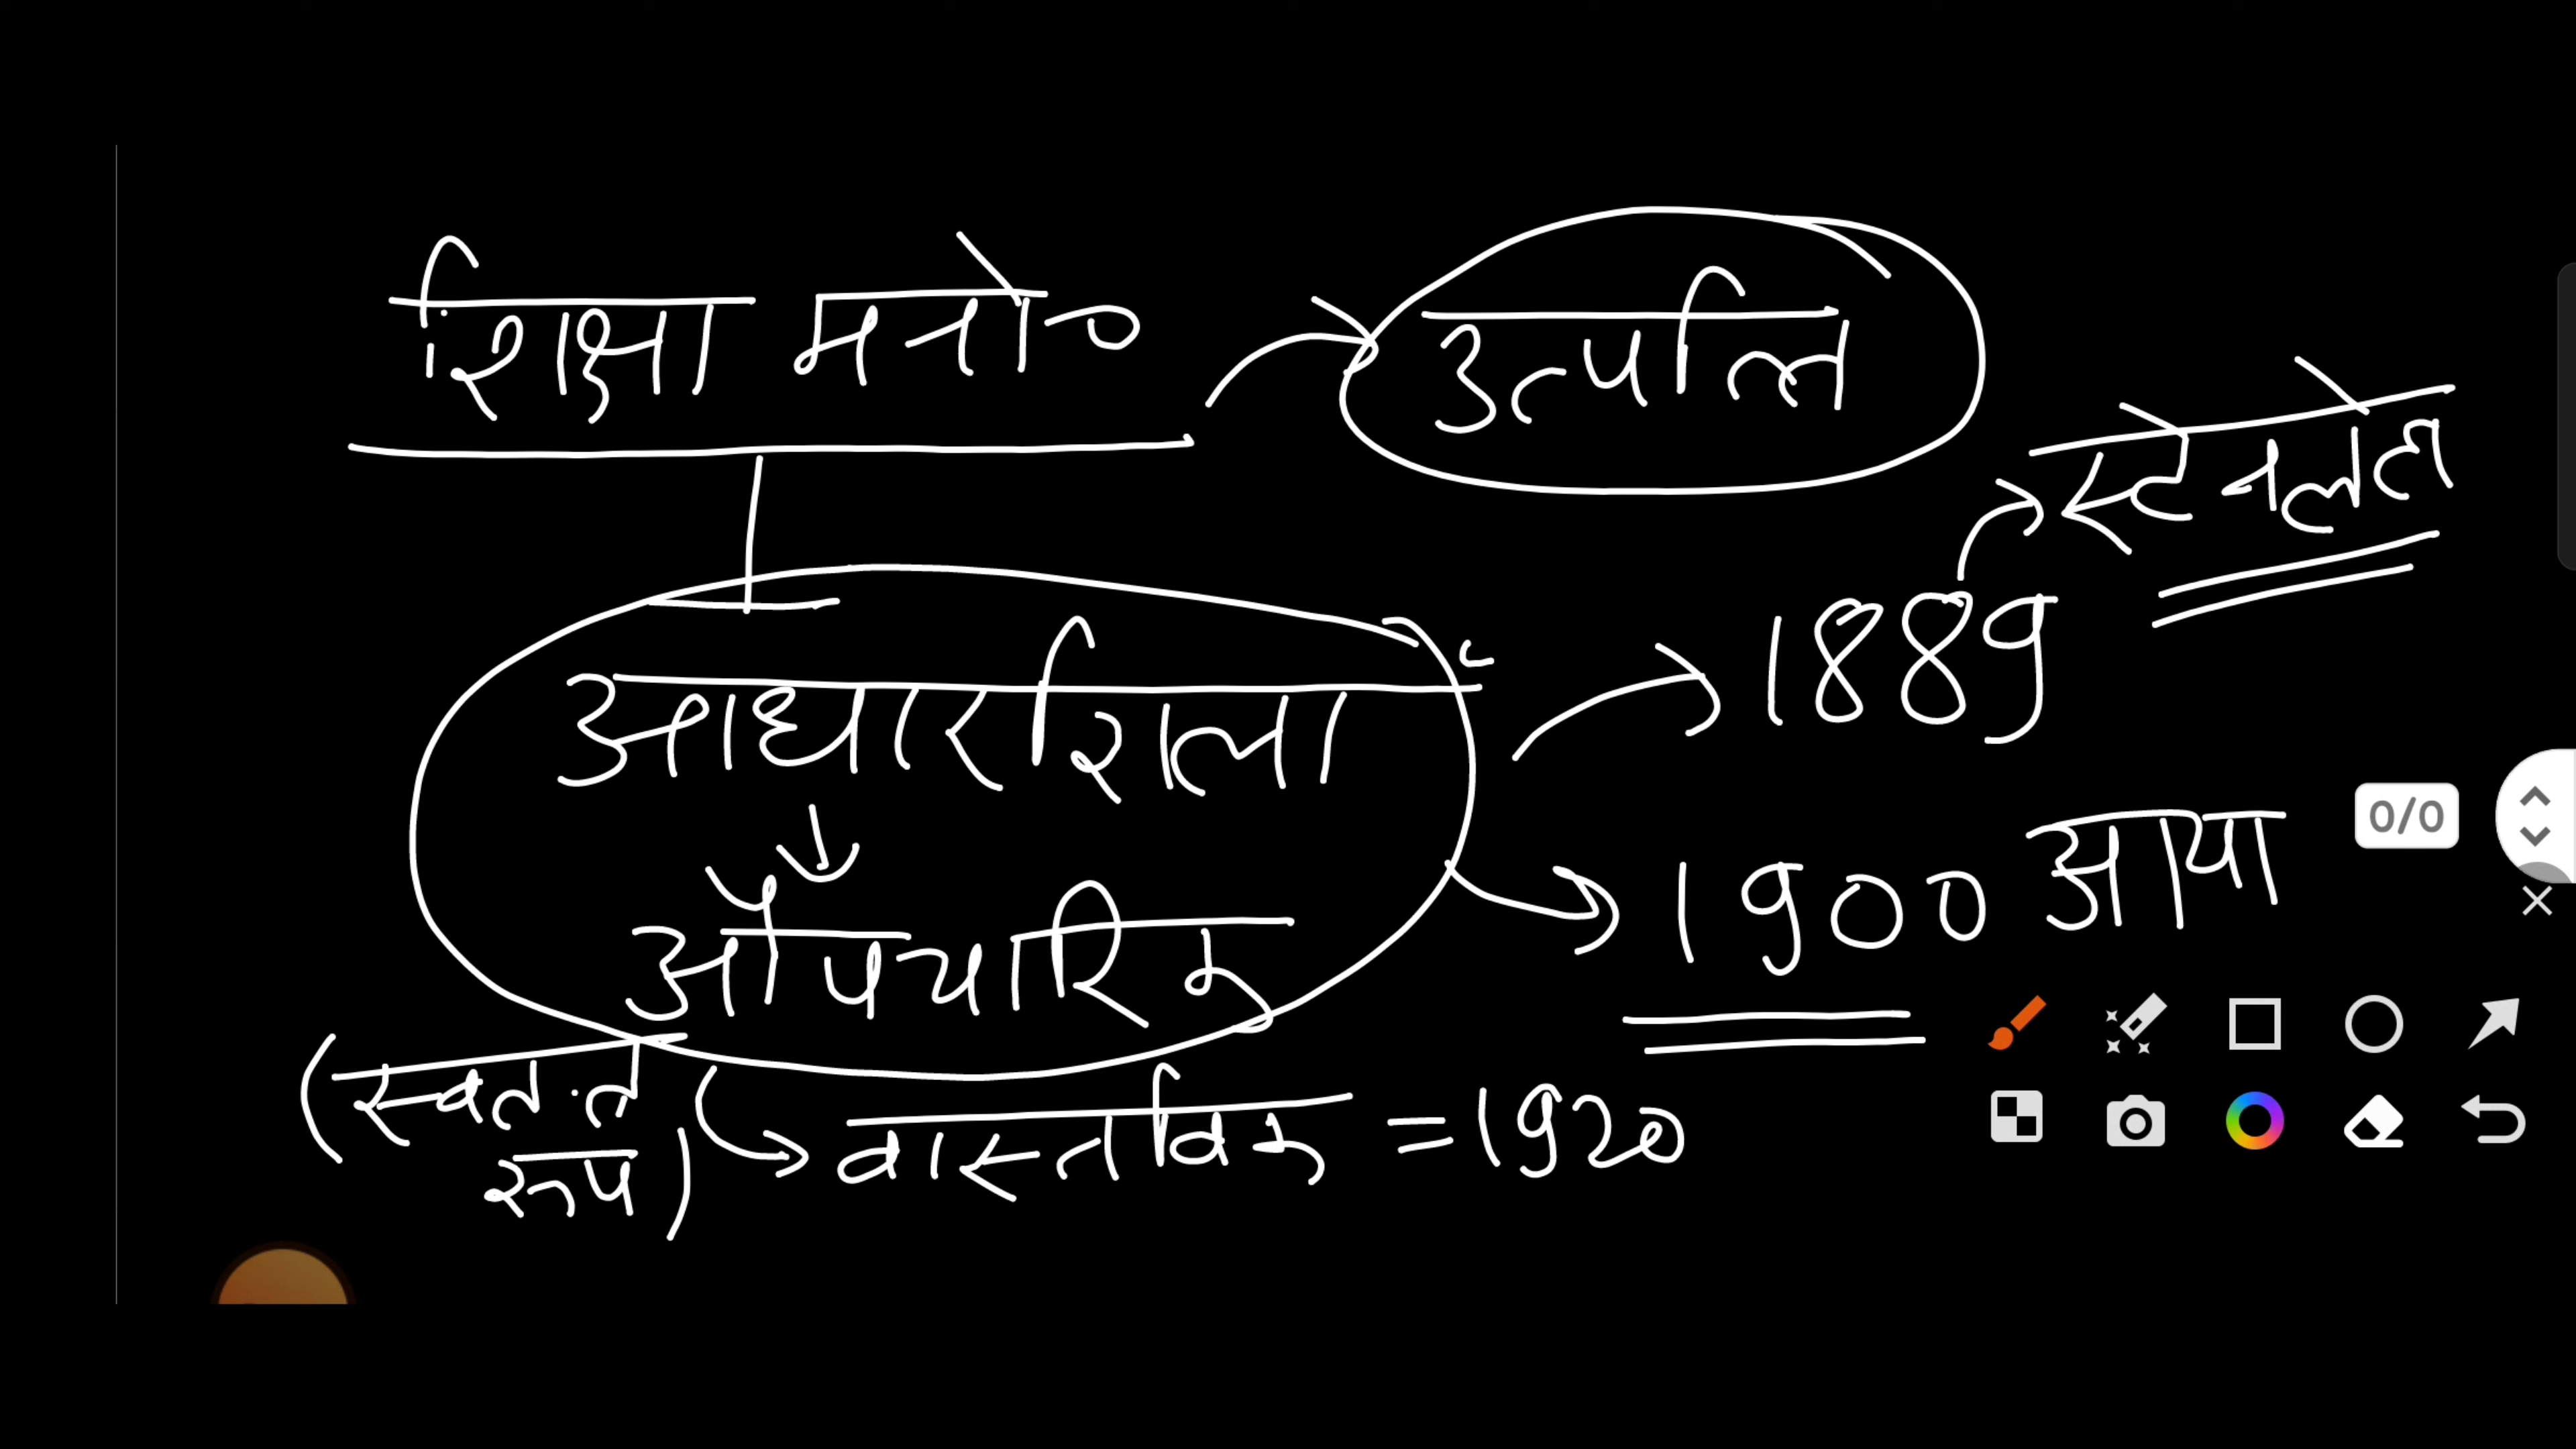 शिक्षा मनो० → उत्पत्ति
स्टेनले हा
1889
आधारशिला
1900 आया
औपचारिक
0/0
(स्वतंत्र
रूप)
वास्तविक = 1920